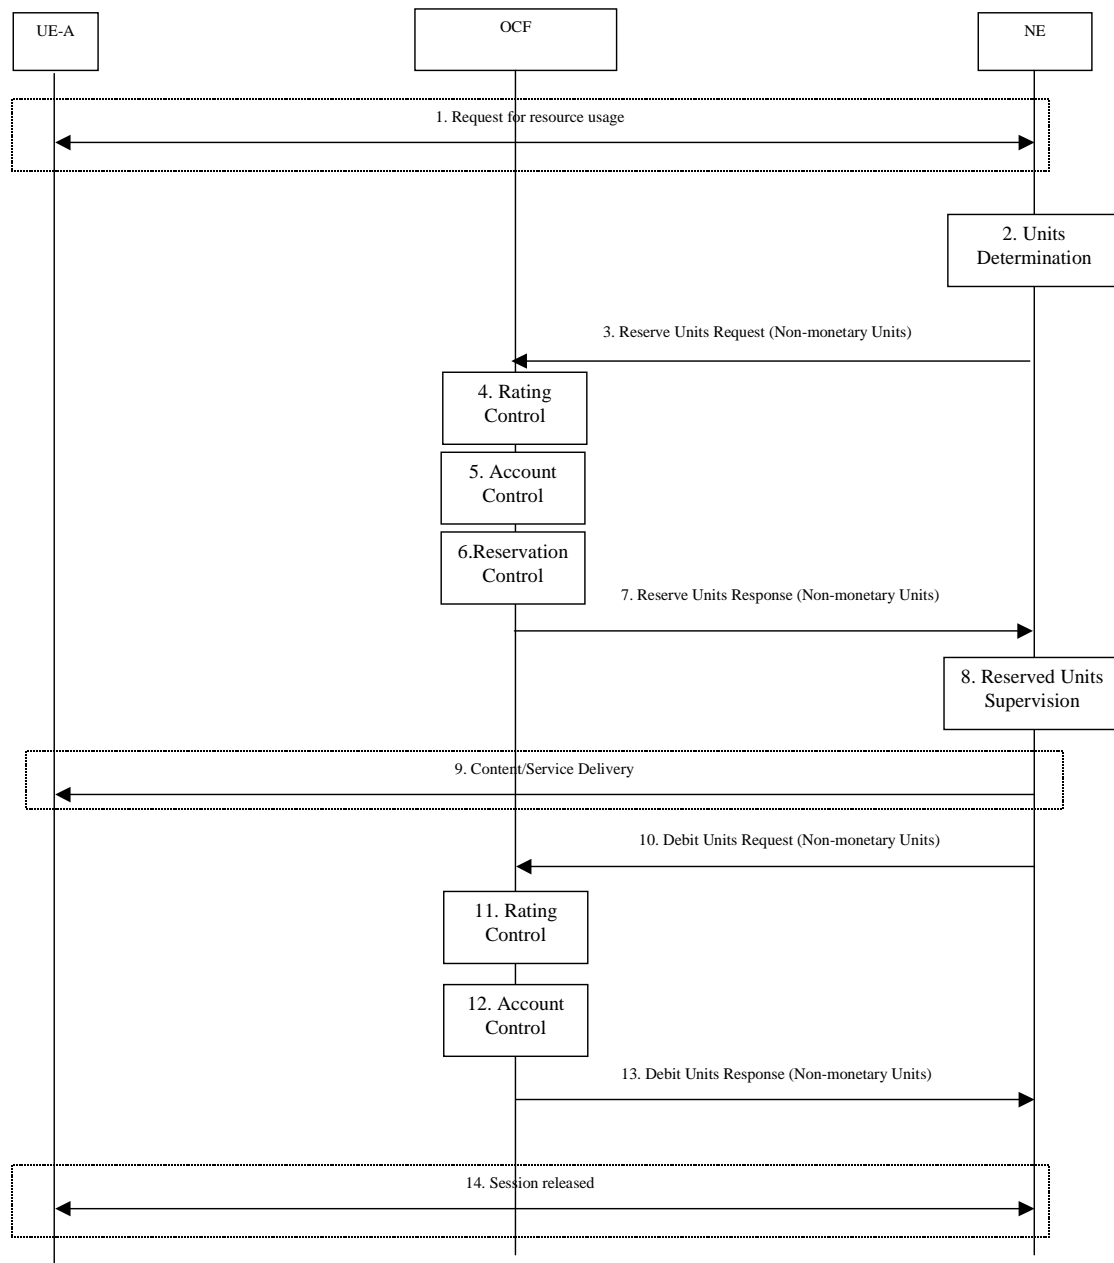 UE-A
OCF
NE
1. Request for resource usage
2. Units
Determination
3. Reserve Units Request (Non-monetary Units)
4. Rating
Control
5. Account
Control
6.Reservation
Control
7. Reserve Units Response (Non-monetary Units)
8. Reserved Units
Supervision
9. Content/Service Delivery
10. Debit Units Request (Non-monetary Units)
11. Rating
Control
12. Account
Control
13. Debit Units Response (Non-monetary Units)
14. Session released